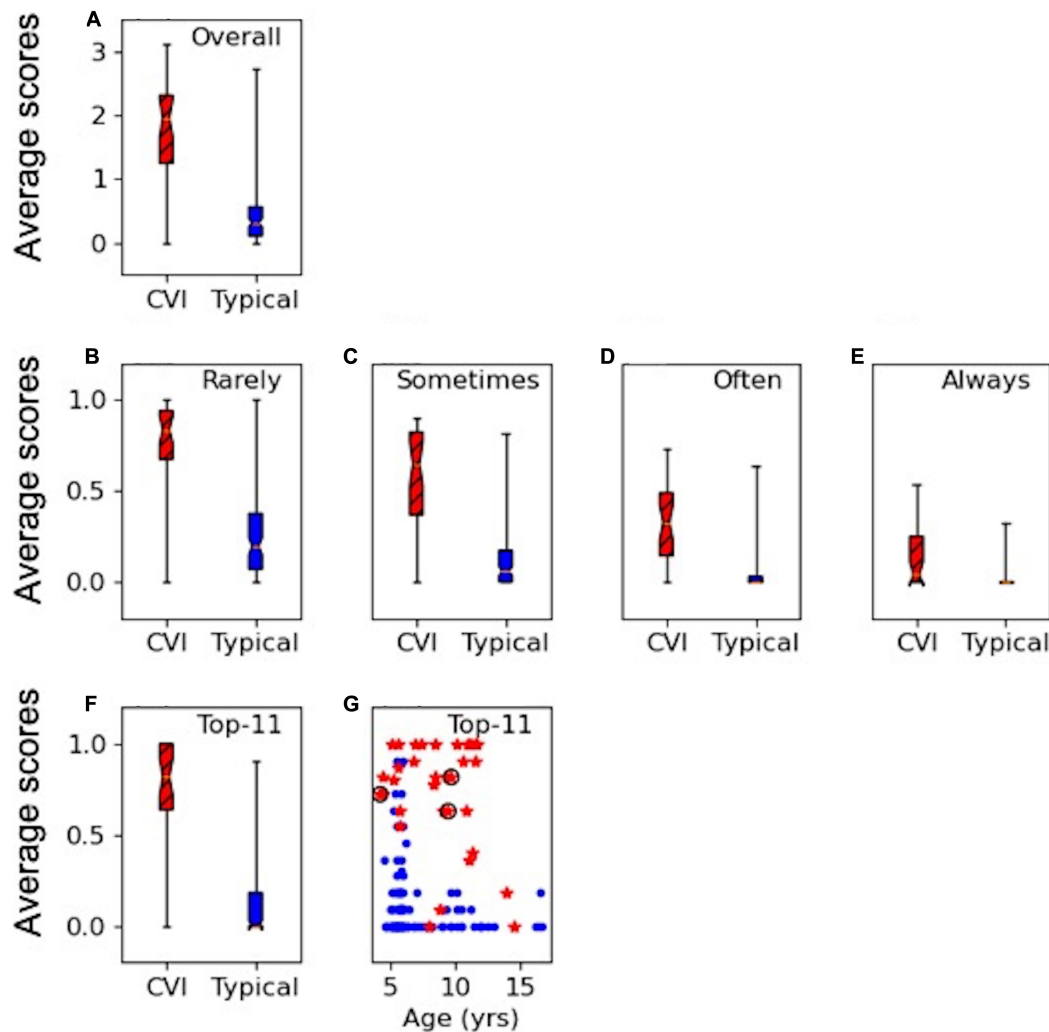 A
Overall
Average scores
3
2
1
0
CVI Typical
B C D E
Rarely Sometimes Often Always
Average scores
1.0
0.5
0.0
CVI Typical CVI Typical CVI Typical CVI Typical
F G
Top-11 Top-11
Average scores
1.0
0.5
0.0
CVI Typical 5 10 15
Age (yrs)